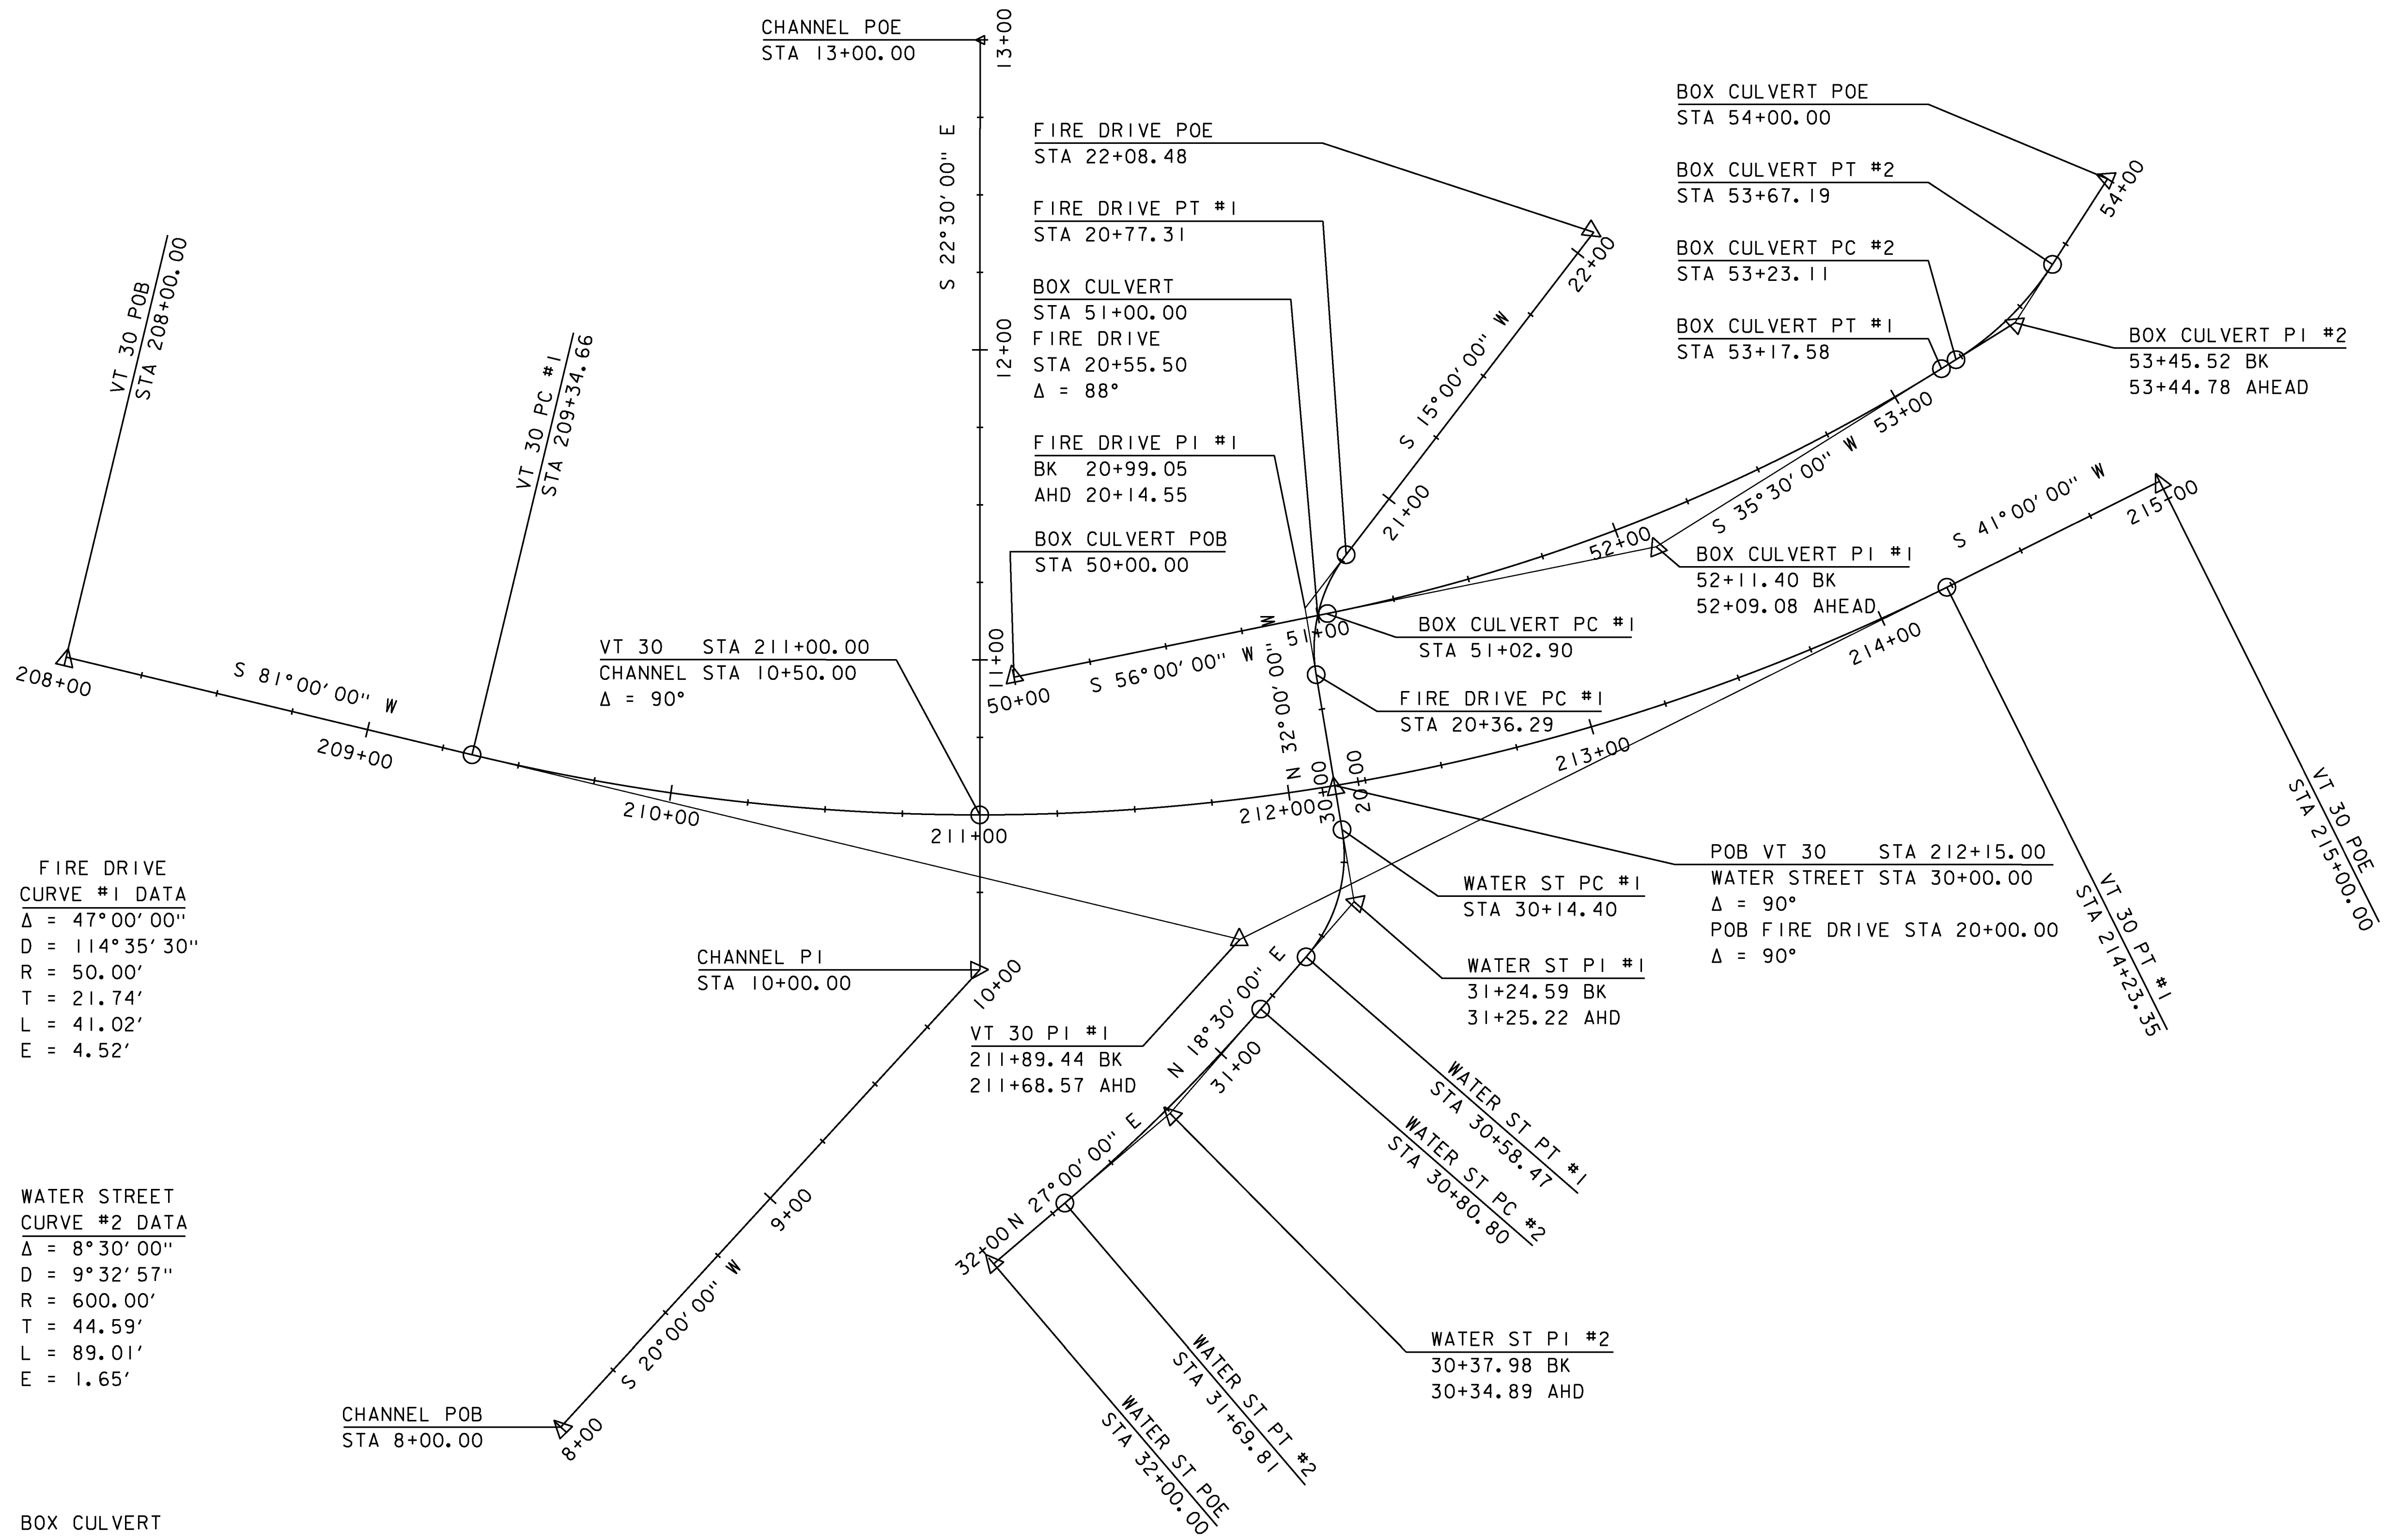 CHANNEL POE
STA 13+00.00
13+00
S 22°30'00" E
12+00
11+00
FIRE DRIVE POE
STA 22+08.48
FIRE DRIVE PT #1
STA 20+77.31
BOX CULVERT
STA 51+00.00
FIRE DRIVE
STA 20+55.50
Δ = 88°
FIRE DRIVE PI #1
BK 20+99.05
AHD 20+14.55
BOX CULVERT POB
STA 50+00.00
BOX CULVERT POE
STA 54+00.00
BOX CULVERT PT #2
STA 53+67.19
BOX CULVERT PC #2
STA 53+23.11
BOX CULVERT PT #1
STA 53+17.58
54+00
BOX CULVERT PI #2
53+45.52 BK
53+44.78 AHEAD
22+00
S 15°00'00" W
21+00
53+00
S 35°30'00" W
52+00
BOX CULVERT PI #1
52+11.40 BK
52+09.08 AHEAD
S 41°00'00" W
215+00
214+00
BOX CULVERT PC #1
STA 51+02.90
51+00
S 56°00'00" W
50+00
N 32°00'00" W
FIRE DRIVE PC #1
STA 20+36.29
VT 30 POB
STA 208+00.00
VT 30 PC #1
STA 209+34.66
208+00
S 81°00'00" W
209+00
VT 30 STA 211+00.00
CHANNEL STA 10+50.00
Δ = 90°
210+00
211+00
212+00
30+00
20+00
213+00
POB VT 30 STA 212+15.00
WATER STREET STA 30+00.00
Δ = 90°
POB FIRE DRIVE STA 20+00.00
Δ = 90°
VT 30 POE
STA 215+00.00
VT 30 PT #1
STA 214+23.35
WATER ST PC #1
STA 30+14.40
WATER ST PI #1
31+24.59 BK
31+25.22 AHD
CHANNEL PI
STA 10+00.00
10+00
VT 30 PI #1
211+89.44 BK
211+68.57 AHD
N 18°30'00" E
31+00
WATER ST PT #1
STA 30+58.47
WATER ST PC #2
STA 30+80.80
N 27°00'00" E
32+00
WATER ST PI #2
30+37.98 BK
30+34.89 AHD
WATER ST PT #2
STA 31+69.81
WATER ST POE
STA 32+00.00
9+00
S 20°00'00" W
CHANNEL POB
STA 8+00.00
8+00
FIRE DRIVE
CURVE #1 DATA
Δ = 47°00'00"
D = 114°35'30"
R = 50.00'
T = 21.74'
L = 41.02'
E = 4.52'
WATER STREET
CURVE #2 DATA
Δ = 8°30'00"
D = 9°32'57"
R = 600.00'
T = 44.59'
L = 89.01'
E = 1.65'
BOX CULVERT